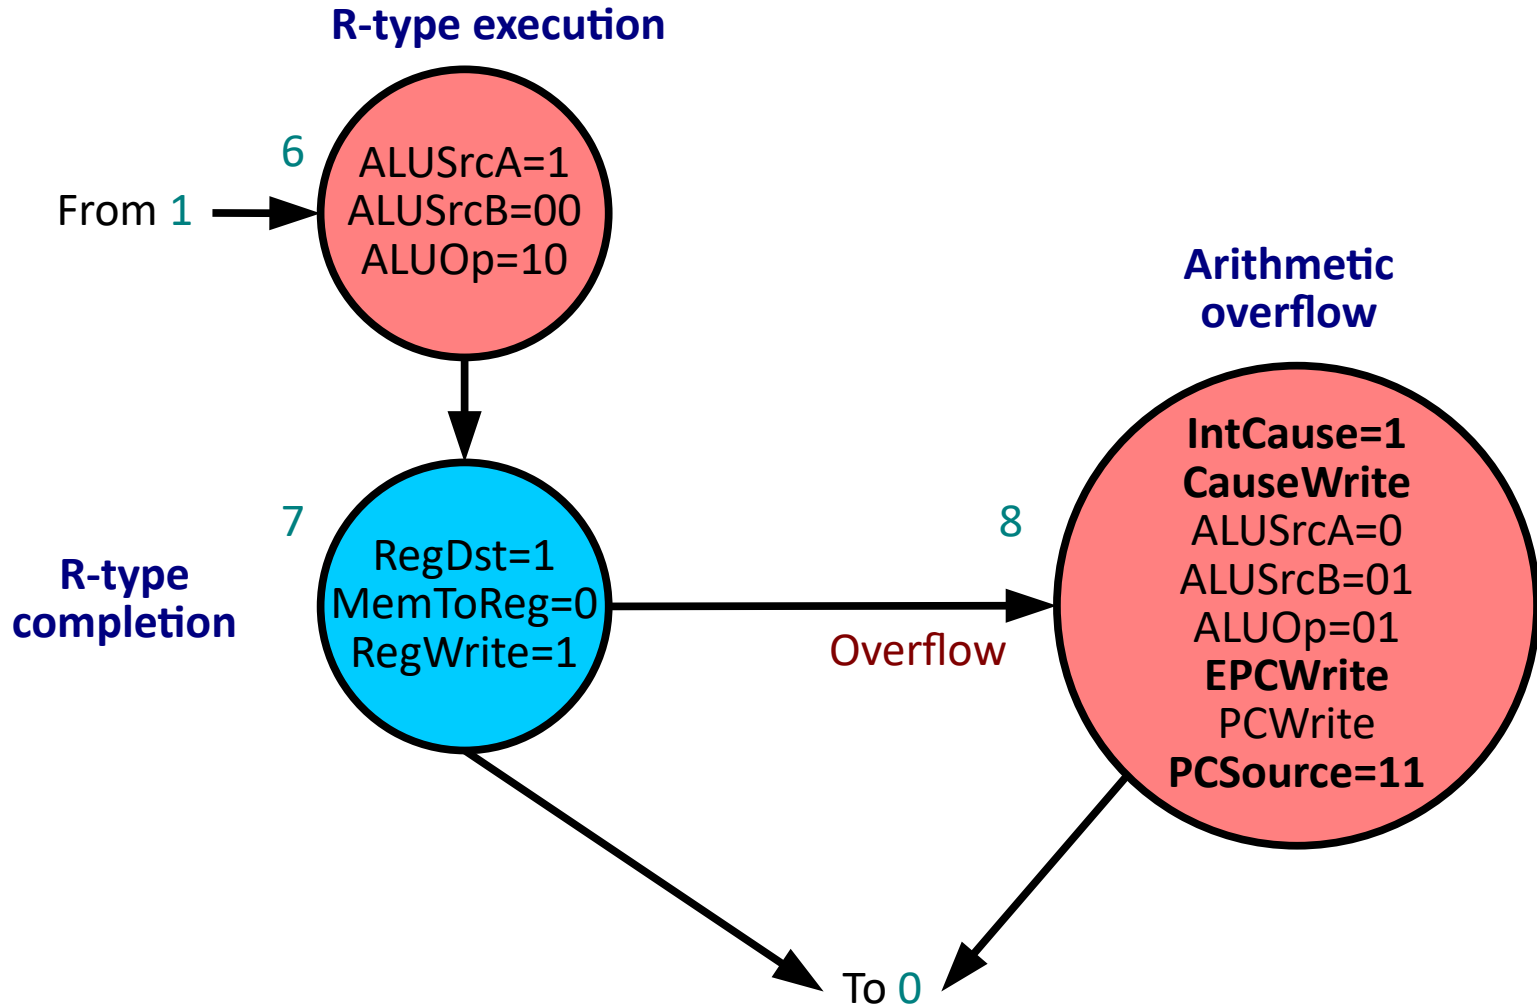 R-type execution
6
ALUSrcA=1
ALUSrcB=00
ALUOp=10
From 1
Arithmetic
overflow
7
R-type
completion
RegDst=1
MemToReg=0
RegWrite=1
Overflow
8
IntCause=1
CauseWrite
ALUSrcA=0
ALUSrcB=01
ALUOp=01
EPCWrite
PCWrite
PCSource=11
To 0